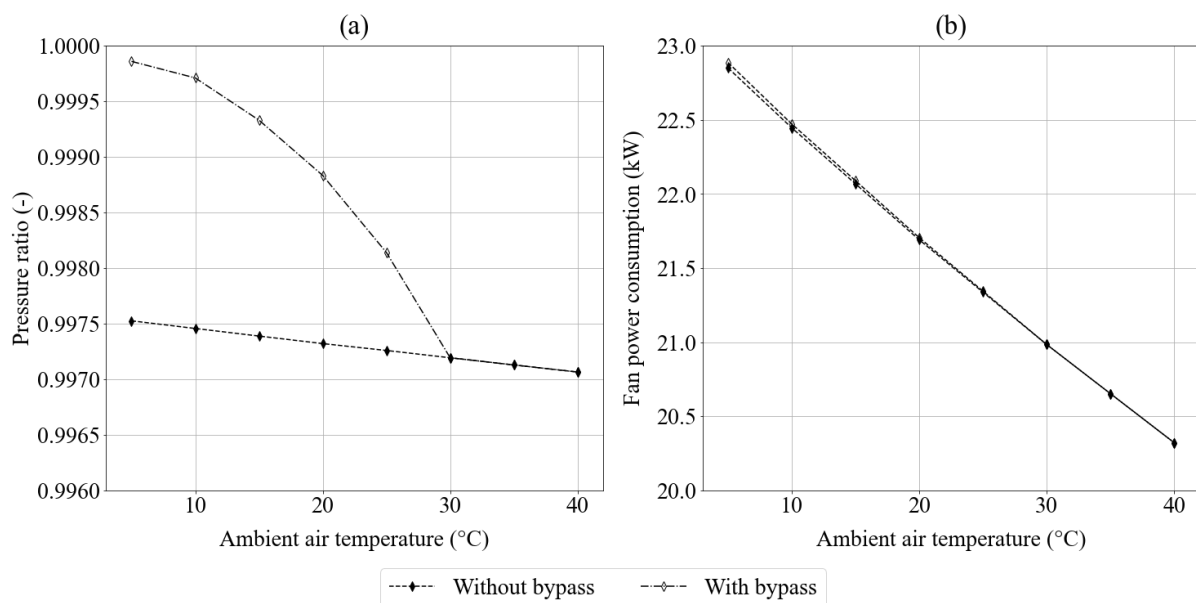 (a)
1.0000
0.9995
0.9990
0.9985
0.9980
0.9975
0.9970
0.9965
0.9960
Pressure ratio (-)
10 20 30 40
Ambient air temperature (°C)
(b)
23.0
22.5
22.0
21.5
21.0
20.5
20.0
Fan power consumption (kW)
10 20 30 40
Ambient air temperature (°C)
Without bypass With bypass